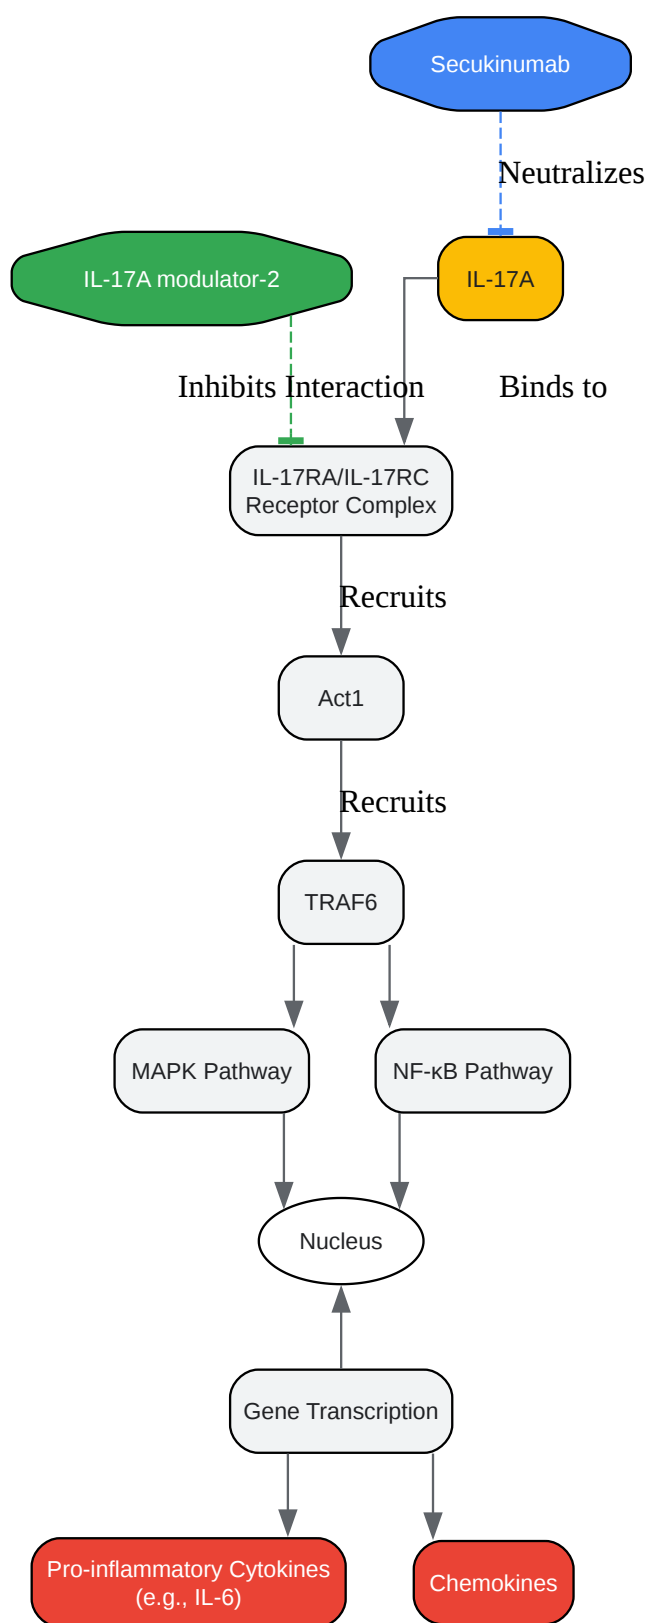 Secukinumab
Neutralizes
IL-17A modulator-2
IL-17A
Inhibits Interaction
Binds to
IL-17RA/IL-17RC
Receptor Complex
Recruits
Act1
Recruits
TRAF6
MAPK Pathway
NF-κB Pathway
Nucleus
Gene Transcription
Pro-inflammatory Cytokines
(e.g., IL-6)
Chemokines